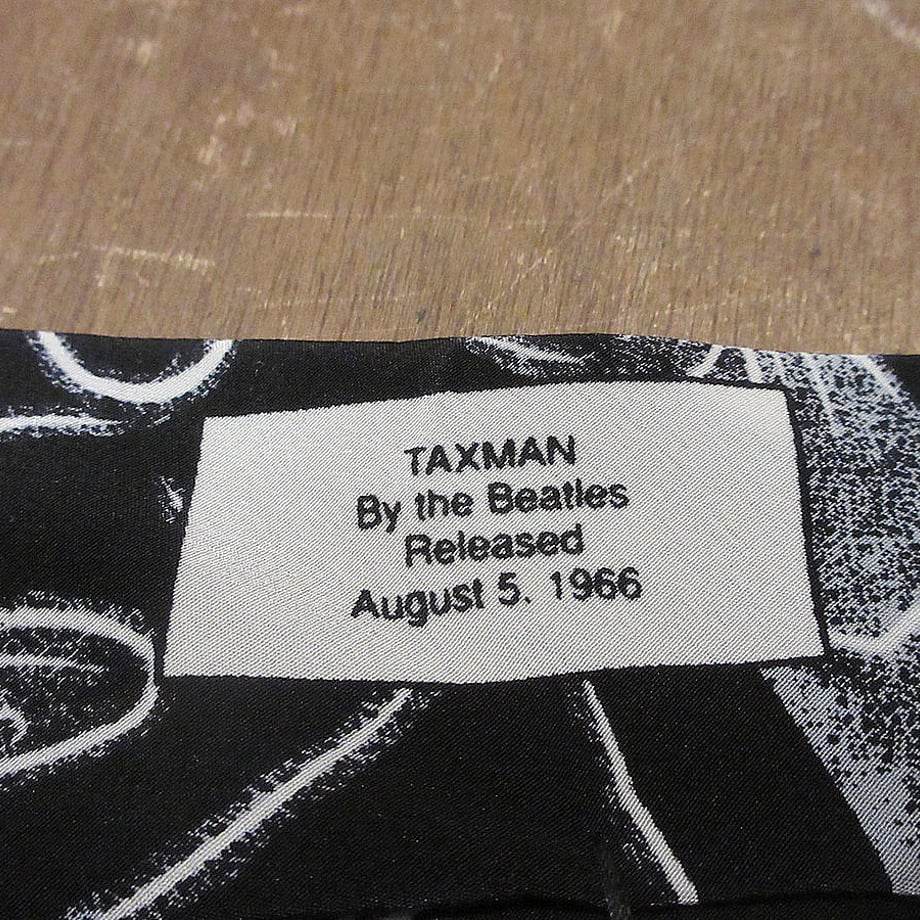 TAXMAN
By the Beatles
Released
August 5. 1966